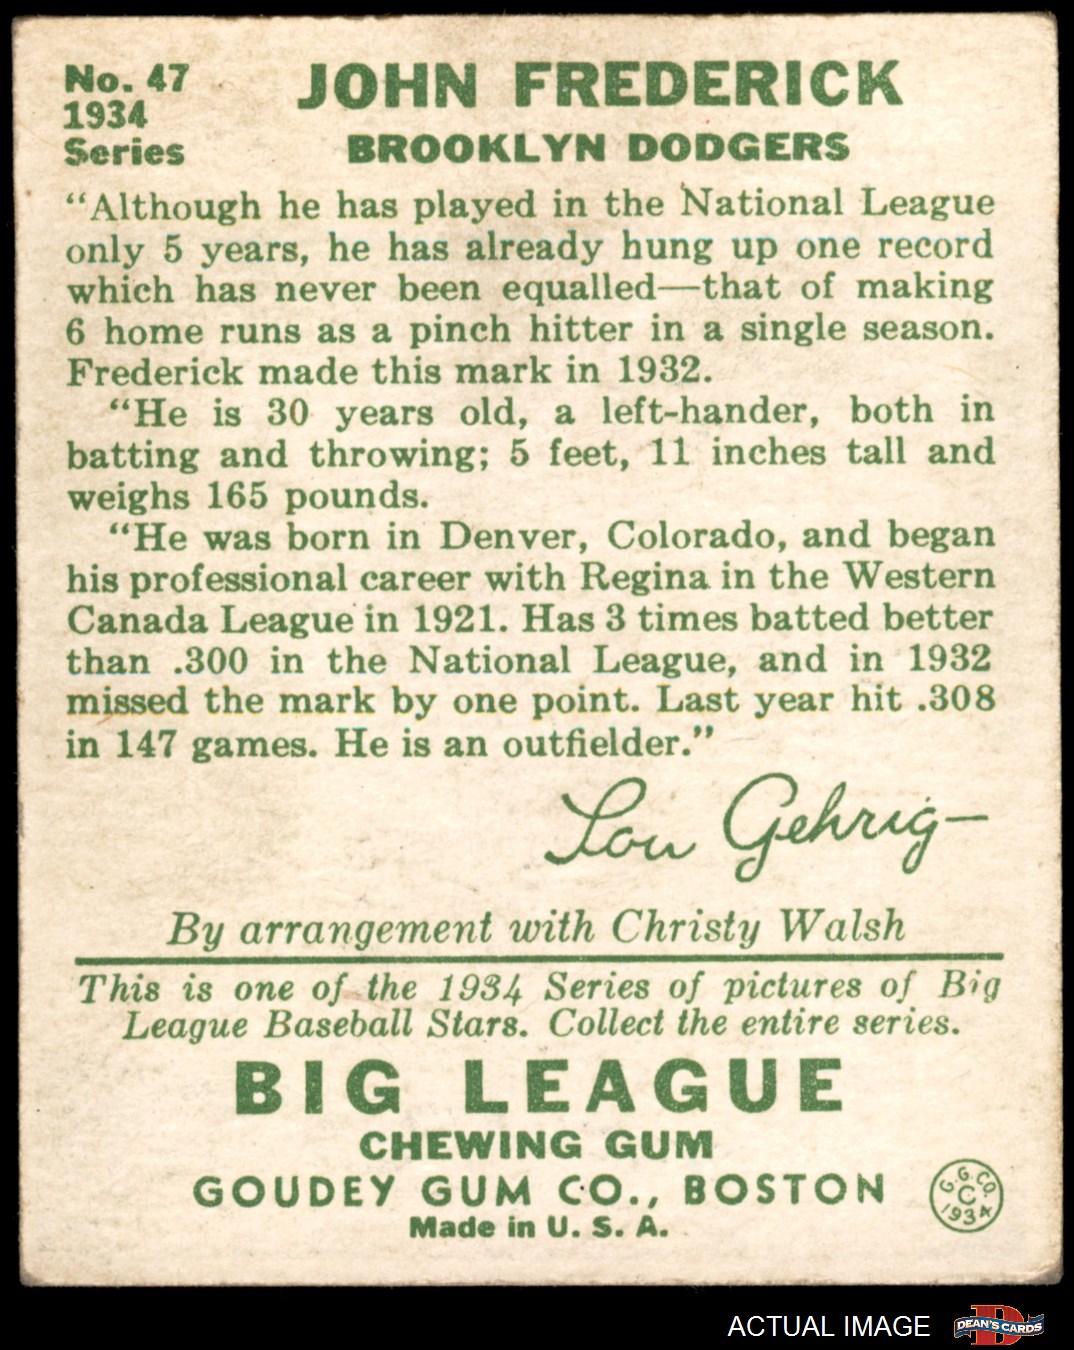 No. 47
1934
Series
JOHN FREDERICK
BROOKLYN DODGERS
"Although he has played in the National League
only 5 years, he has already hung up one record
which has never been equalled—that of making
6 home runs as a pinch hitter in a single season.
Frederick made this mark in 1932.
"He is 30 years old, a left-hander, both in
batting and throwing; 5 feet, 11 inches tall and
weighs 165 pounds.
"He was born in Denver, Colorado, and began
his professional career with Regina in the Western
Canada League in 1921. Has 3 times batted better
than .300 in the National League, and in 1932
missed the mark by one point. Last year hit .308
in 147 games. He is an outfielder."
Lou Gehrig—
By arrangement with Christy Walsh
This is one of the 1934 Series of pictures of Big
League Baseball Stars. Collect the entire series.
BIG LEAGUE
CHEWING GUM
GOUDEY GUM CO., BOSTON
Made in U. S. A.
G. G. CO.
C
1934
ACTUAL IMAGE
D
DEAN'S CARDS